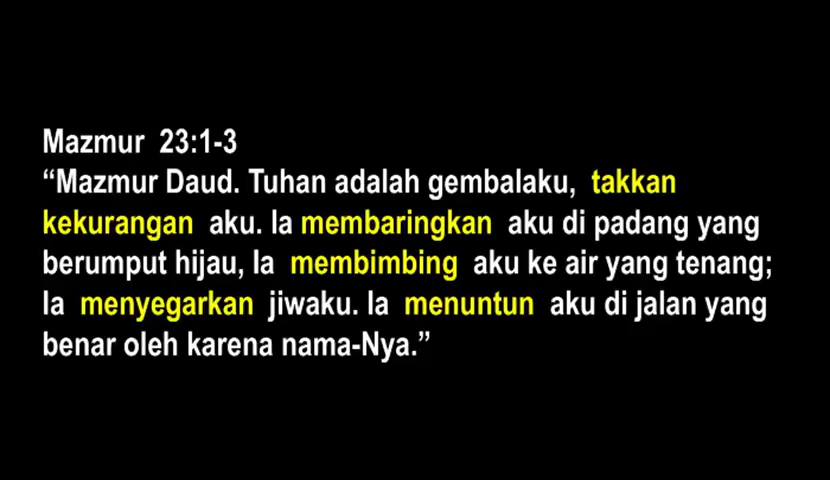 Mazmur 23:1-3
“Mazmur Daud. Tuhan adalah gembalaku, takkan
kekurangan aku. Ia membaringkan aku di padang yang
berumput hijau, Ia membimbing aku ke air yang tenang;
Ia menyegarkan jiwaku. Ia menuntun aku di jalan yang
benar oleh karena nama-Nya.”